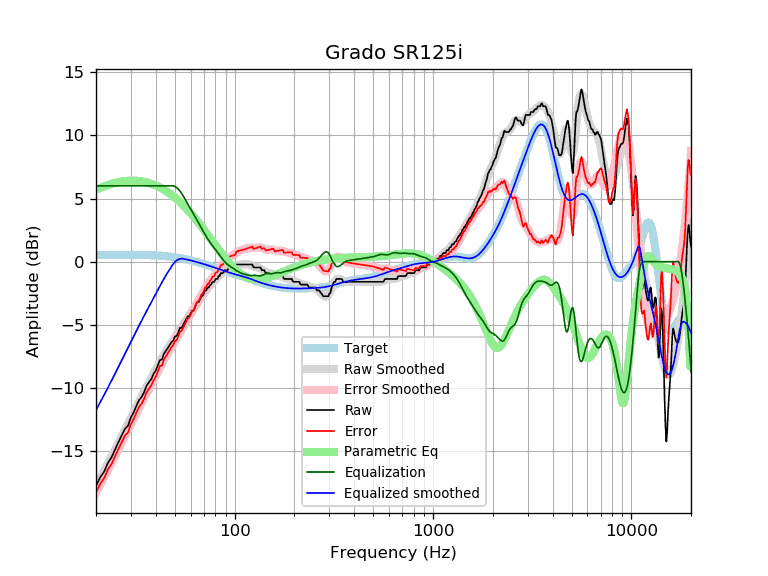 Grado SR125i
15
10
5
0
−5
−10
−15
Amplitude (dBr)
Target
Raw Smoothed
Error Smoothed
Raw
Error
Parametric Eq
Equalization
Equalized smoothed
100
1000
10000
Frequency (Hz)